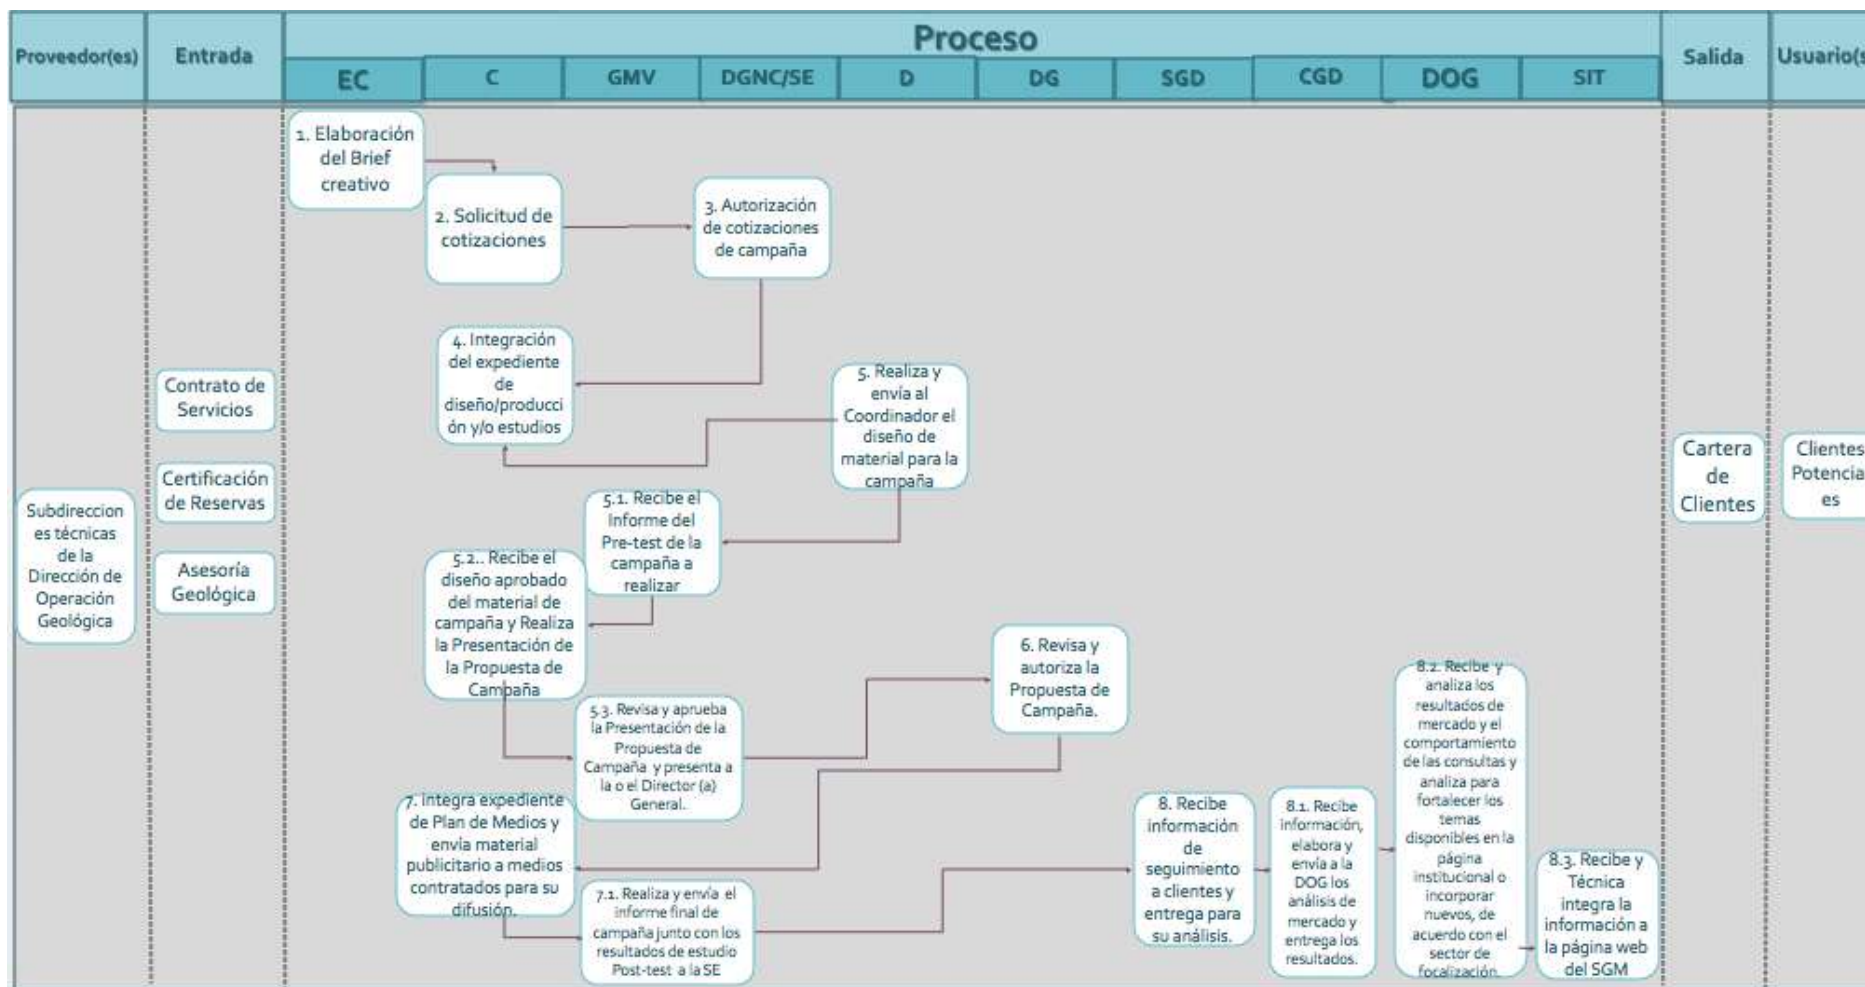 Proveedor(es)
Entrada
Proceso
Salida
Usuario(s
EC
C
GMV
DGNC/SE
D
DG
SGD
CGD
DOG
SIT
Subdireccion
es técnicas
de la
Dirección de
Operación
Geológica
Contrato de
Servicios
Certificación
de Reservas
Asesoría
Geológica
1. Elaboración
del Brief
creativo
2. Solicitud de
cotizaciones
3. Autorización
de cotizaciones
de campaña
4. Integración
del expediente
de
diseño/producci
ón y/o estudios
5. Realiza y
envía al
Coordinador el
diseño de
material para la
campaña
5.1. Recibe el
Informe del
Pre-test de la
campaña a
realizar
5.2.. Recibe el
diseño aprobado
del material de
campaña y Realiza
la Presentación de
la Propuesta de
Campaña
5.3. Revisa y aprueba
la Presentación de la
Propuesta de
Campaña y presenta a
la o el Director (a)
General.
6. Revisa y
autoriza la
Propuesta de
Campaña.
7. Integra expediente
de Plan de Medios y
envía material
publicitario a medios
contratados para su
difusión.
7.1. Realiza y envía el
informe final de
campaña junto con los
resultados de estudio
Post-test a la SE
8. Recibe
información
de
seguimiento
a clientes y
entrega para
su análisis.
8.1. Recibe
información,
elabora y
envía a la
DOG los
análisis de
mercado y
entrega los
resultados.
8.2. Recibe y
analiza los
resultados de
mercado y el
comportamiento
de las consultas y
analiza para
fortalecer los
temas
disponibles en la
página
institucional o
incorporar
nuevos, de
acuerdo con el
sector de
focalización.
8.3. Recibe y
Técnica
integra la
información a
la página web
del SGM
Cartera
de
Clientes
Clientes
Potencia
es